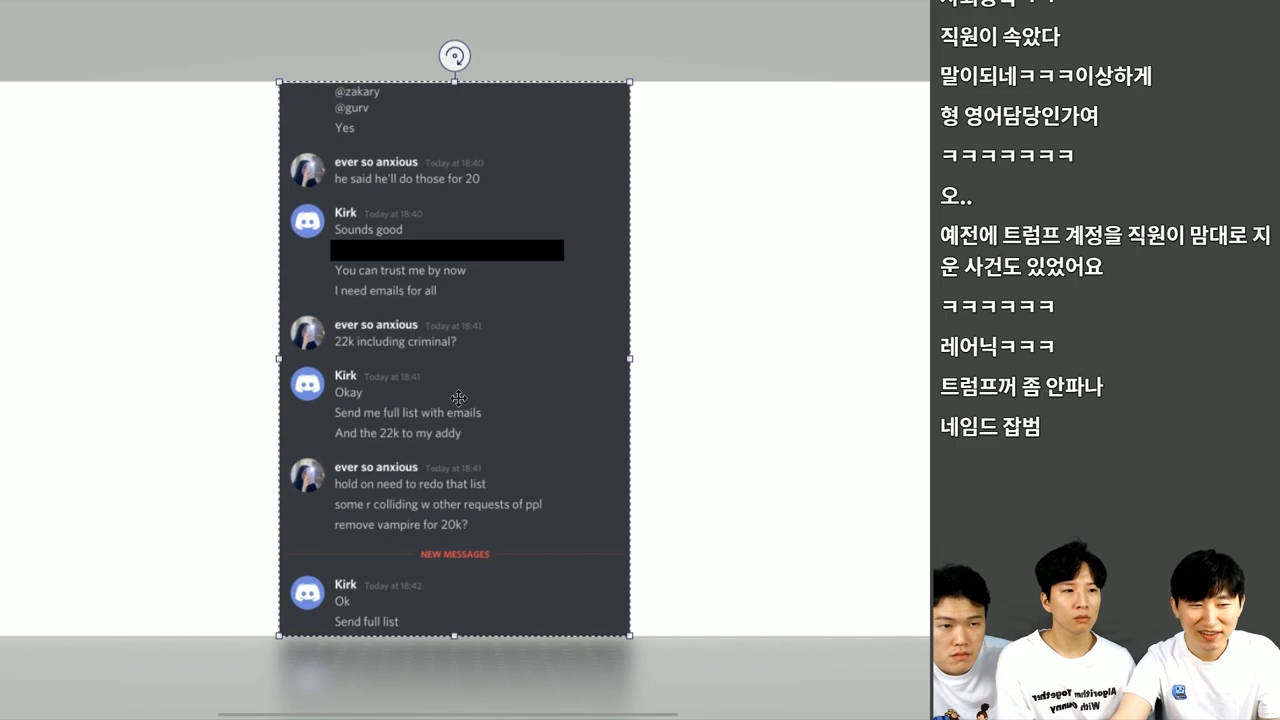 @zakary
@gurv
Yes
ever so anxious Today at 18:40
he said he'll do those for 20
Kirk Today at 18:40
Sounds good
You can trust me by now
I need emails for all
ever so anxious Today at 18:41
22k including criminal?
Kirk Today at 18:41
Okay
Send me full list with emails
And the 22k to my addy
ever so anxious Today at 18:41
hold on need to redo that list
some r colliding w other requests of ppl
remove vampire for 20k?
NEW MESSAGES
Kirk Today at 18:42
Ok
Send full list
직원이 속았다
말이되네ㅋㅋㅋ이상하게
형 영어담당인가여
ㅋㅋㅋㅋㅋㅋㅋ
오..
예전에 트럼프 계정을 직원이 맘대로 지
운 사건도 있었어요
ㅋㅋㅋㅋㅋㅋ
레어닉ㅋㅋㅋ
트럼프꺼 좀 안파나
네임드 잡범
Algorithm Together
With Gunny